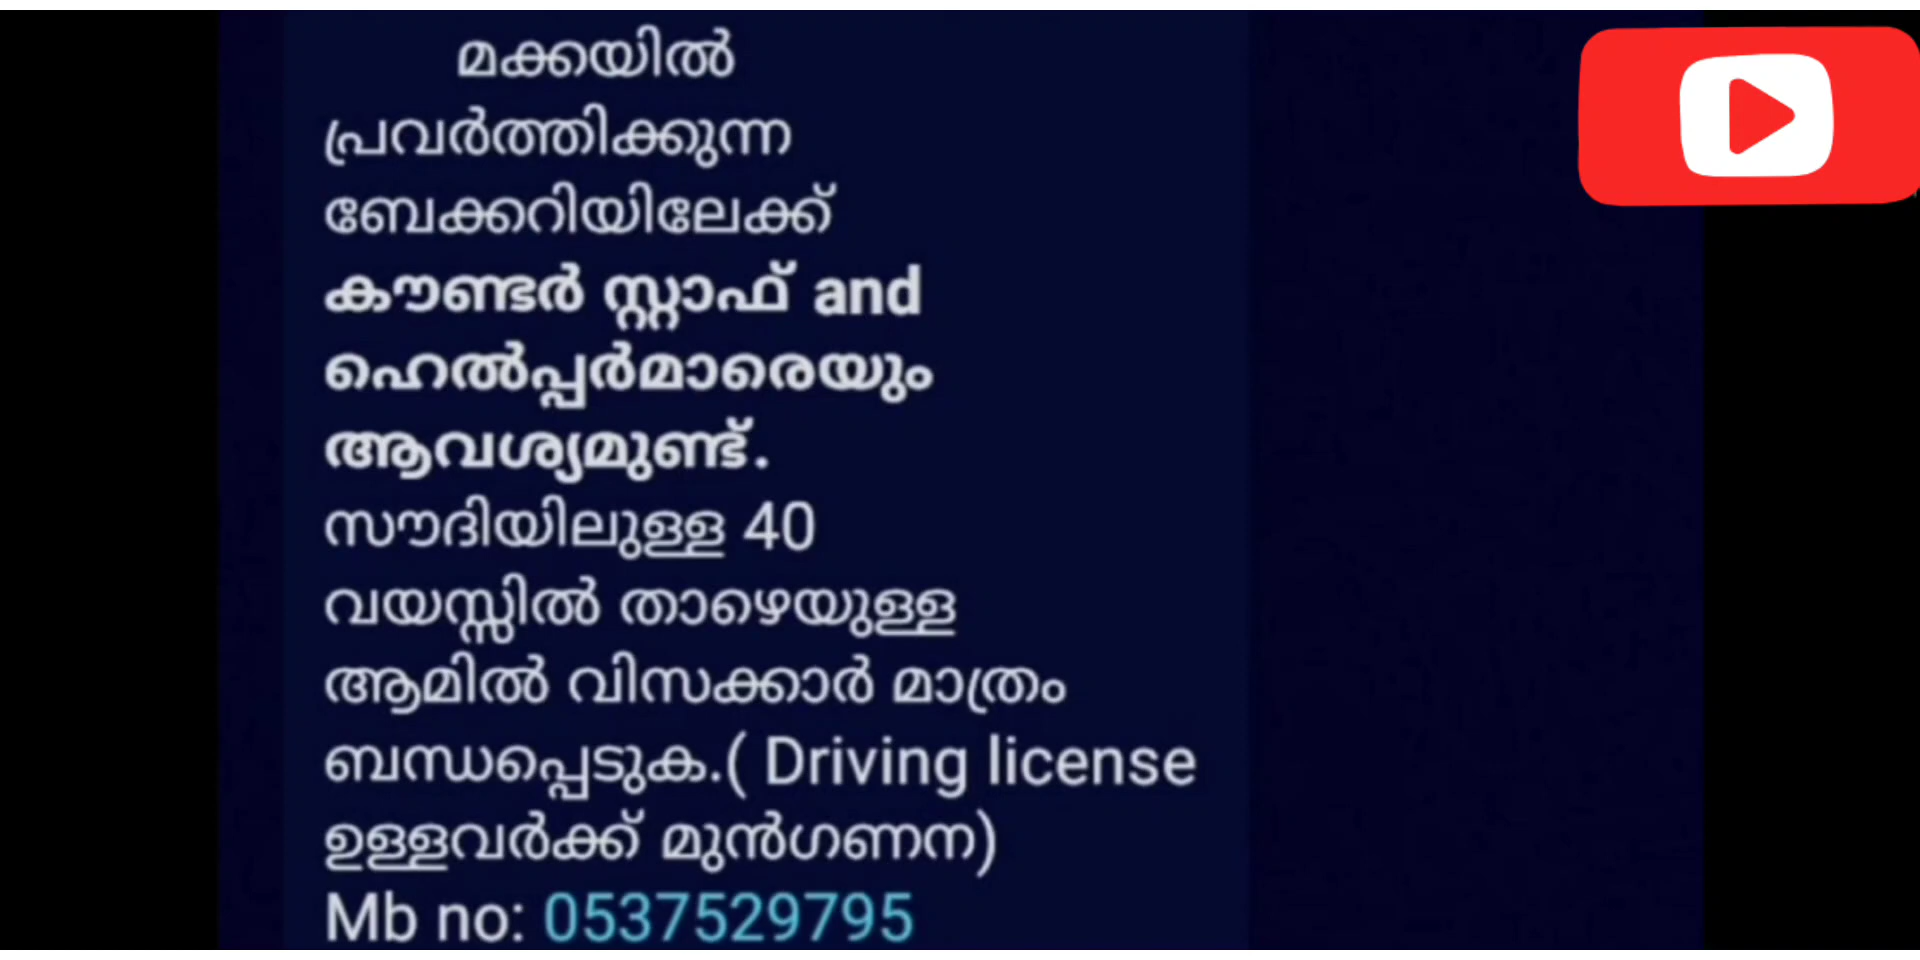 മക്കയിൽ
പ്രവർത്തിക്കുന്ന
ബേക്കറിയിലേക്ക്
കൗണ്ടർ സ്റ്റാഫ് and
ഹെൽപ്പർമാരെയും
ആവശ്യമുണ്ട്.
സൗദിയിലുള്ള 40
വയസ്സിൽ താഴെയുള്ള
ആമിൽ വിസക്കാർ മാത്രം
ബന്ധപ്പെടുക.( Driving license
ഉള്ളവർക്ക് മുൻഗണന)
Mb no: 0537529795